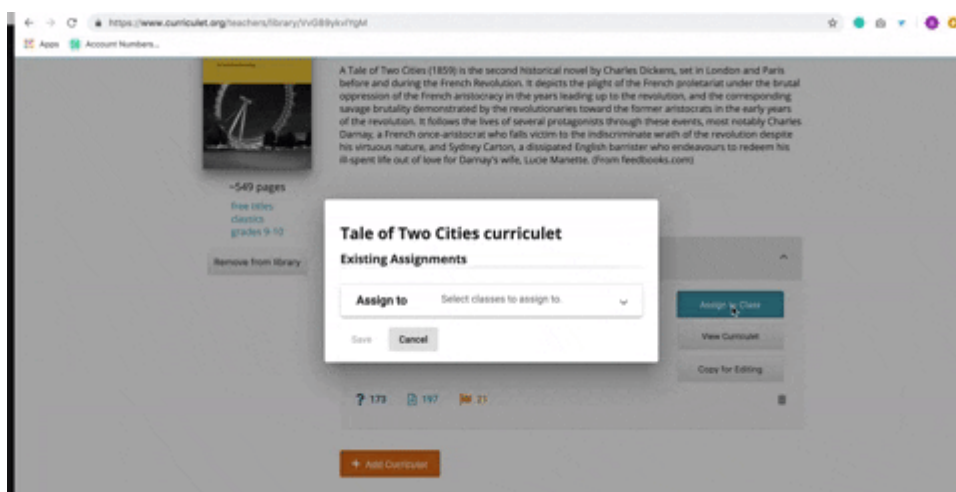 https://www.curriculet.org/teachers/library/
Apps Account Numbers...
A Tale of Two Cities (1859) is the second historical novel by Charles Dickens, set in London and Paris
before and during the French Revolution. It depicts the plight of the French proletariat under the brutal
oppression of the French aristocracy in the years leading up to the revolution, and the corresponding
savage brutality demonstrated by the revolutionaries toward the former aristocrats in the early years
of the revolution. It follows the lives of several protagonists through these events, most notably Charles
Darnay, a French once-aristocrat who falls victim to the indiscriminate wrath of the revolution despite
his virtuous nature, and Sydney Carton, a dissipated English barrister who endeavours to redeem his
ill-spent life out of love for Darnay's wife, Lucie Manette. (From feedbooks.com)
~549 pages
free titles
classics
grades 9-10
Remove from library
Tale of Two Cities curriculet
Existing Assignments
Assign to Select classes to assign to.
Save Cancel
Assign to Class
View Curriculet
Copy for Editing
? 173 197 21
+ Add Curriculet